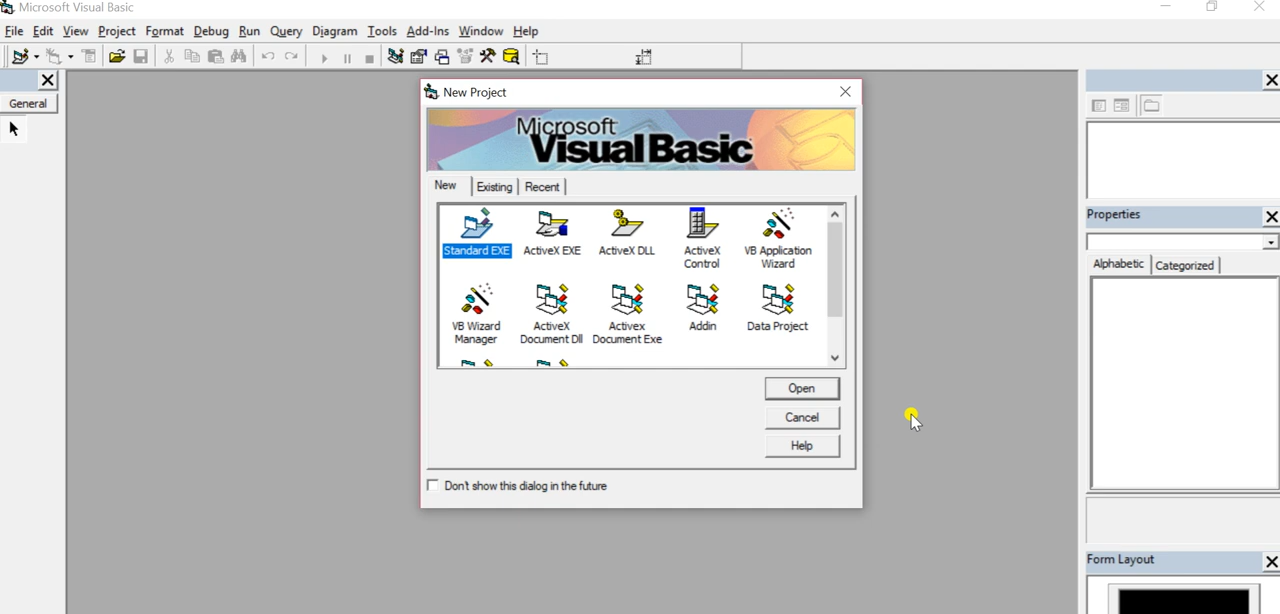 Microsoft Visual Basic
File Edit View Project Format Debug Run Query Diagram Tools Add-Ins Window Help
General
New Project
Microsoft
Visual Basic
New Existing Recent
Standard EXE ActiveX EXE ActiveX DLL ActiveX Control VB Application Wizard
VB Wizard Manager ActiveX Document Dll Activex Document Exe Addin Data Project
Open
Cancel
Help
Don't show this dialog in the future
Properties
Alphabetic Categorized
Form Layout